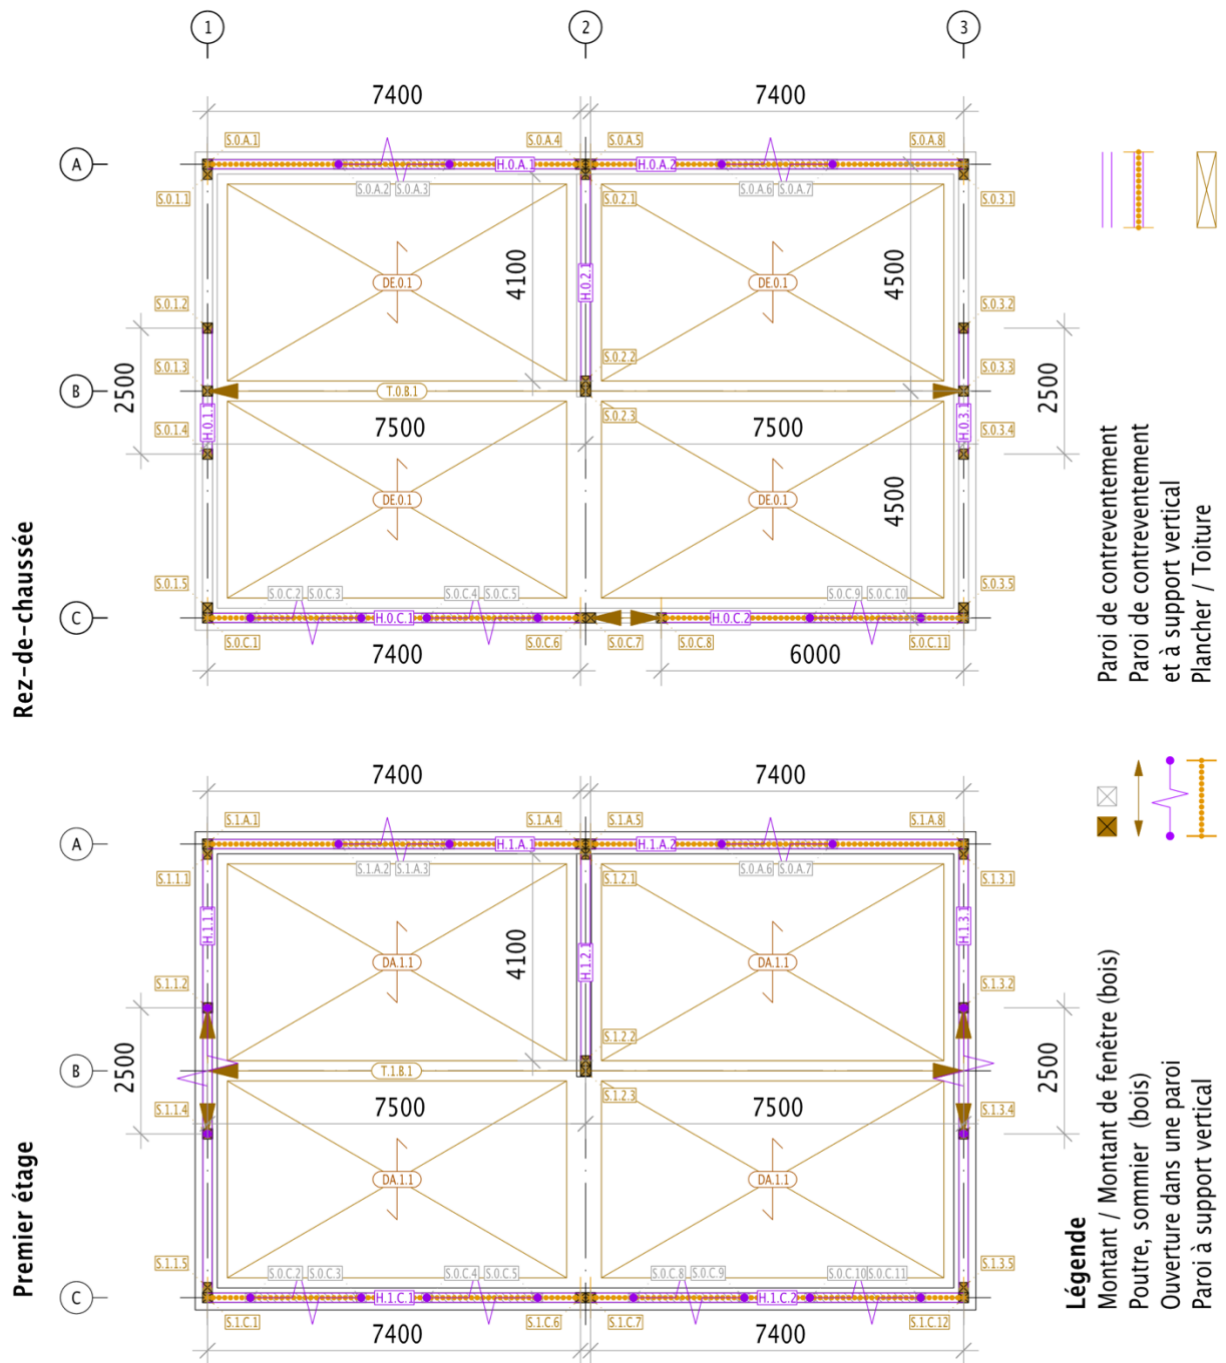 1
2
3
7400
7400
S.0.A.1
S.0.A.4
S.0.A.5
S.0.A.8
A
H.0.A.1
H.0.A.2
S.0.A.2
S.0.A.3
S.0.A.6
S.0.A.7
S.0.1.1
S.0.2.1
S.0.3.1
4100
DE.0.1
H.0.2.1
DE.0.1
4500
S.0.1.2
S.0.3.2
S.0.1.3
S.0.2.2
S.0.3.3
2500
B
T.0.B.1
2500
S.0.1.4
H.0.1.1
7500
S.0.2.3
7500
H.0.3.1
S.0.3.4
DE.0.1
DE.0.1
4500
Rez-de-chaussée
S.0.1.5
S.0.C.2
S.0.C.3
S.0.C.4
S.0.C.5
S.0.C.9
S.0.C.10
S.0.3.5
C
H.0.C.1
H.0.C.2
S.0.C.1
S.0.C.6
S.0.C.7
S.0.C.8
S.0.C.11
7400
6000
7400
7400
S.1.A.1
S.1.A.4
S.1.A.5
S.1.A.8
A
H.1.A.1
H.1.A.2
S.1.A.2
S.1.A.3
S.0.A.6
S.0.A.7
S.1.1.1
S.1.2.1
S.1.3.1
H.1.1.1
4100
DA.1.1
H.1.2.1
DA.1.1
H.1.3.1
S.1.1.2
S.1.3.2
S.1.2.2
2500
B
T.1.B.1
2500
S.1.1.4
7500
S.1.2.3
7500
S.1.3.4
DA.1.1
DA.1.1
Premier étage
S.1.1.5
S.0.C.2
S.0.C.3
S.0.C.4
S.0.C.5
S.0.C.8
S.0.C.9
S.0.C.10
S.0.C.11
S.1.3.5
C
H.1.C.1
H.1.C.2
S.1.C.1
S.1.C.6
S.1.C.7
S.1.C.12
7400
7400
Légende
Montant / Montant de fenêtre (bois)
Poutre, sommier (bois)
Ouverture dans une paroi
Paroi à support vertical
Paroi de contreventement
Paroi de contreventement
et à support vertical
Plancher / Toiture